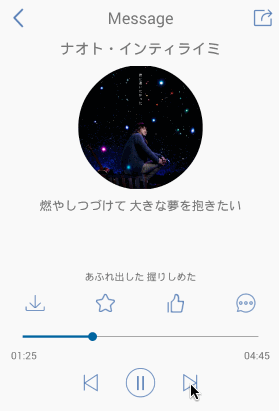 Message
ナオト・インティライミ
燃やしつづけて 大きな夢を抱きたい
あふれ出した 握りしめた
01:25
04:45